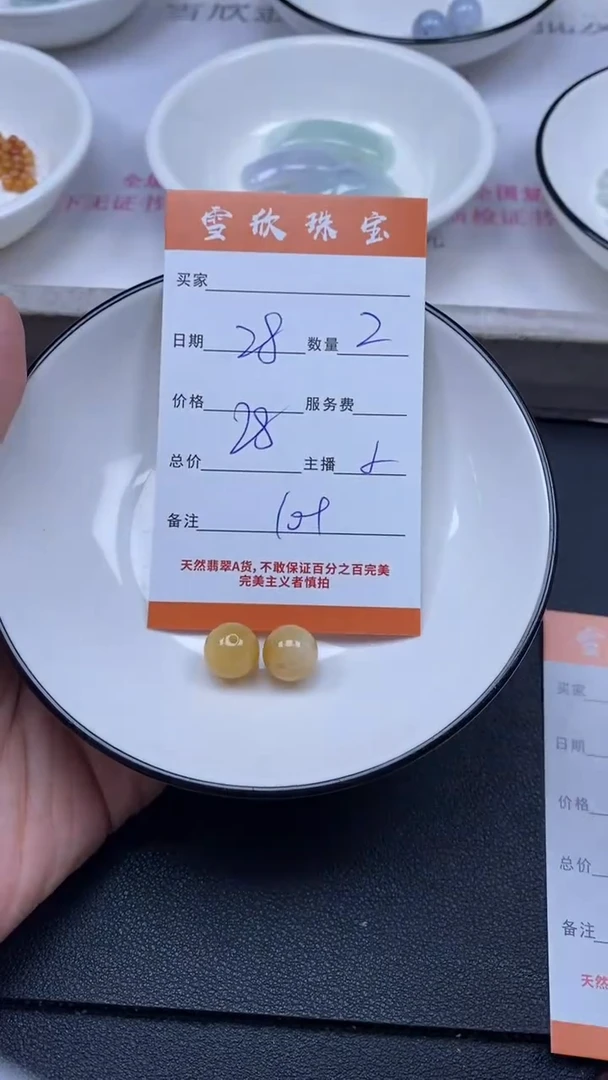 雪欣珠宝
买家
日期 28 数量 2
价格 28 服务费
总价 主播
备注
天然翡翠A货，不敢保证百分之百完美
完美主义者慎拍
买家
日期
价格
总价
备注
天然